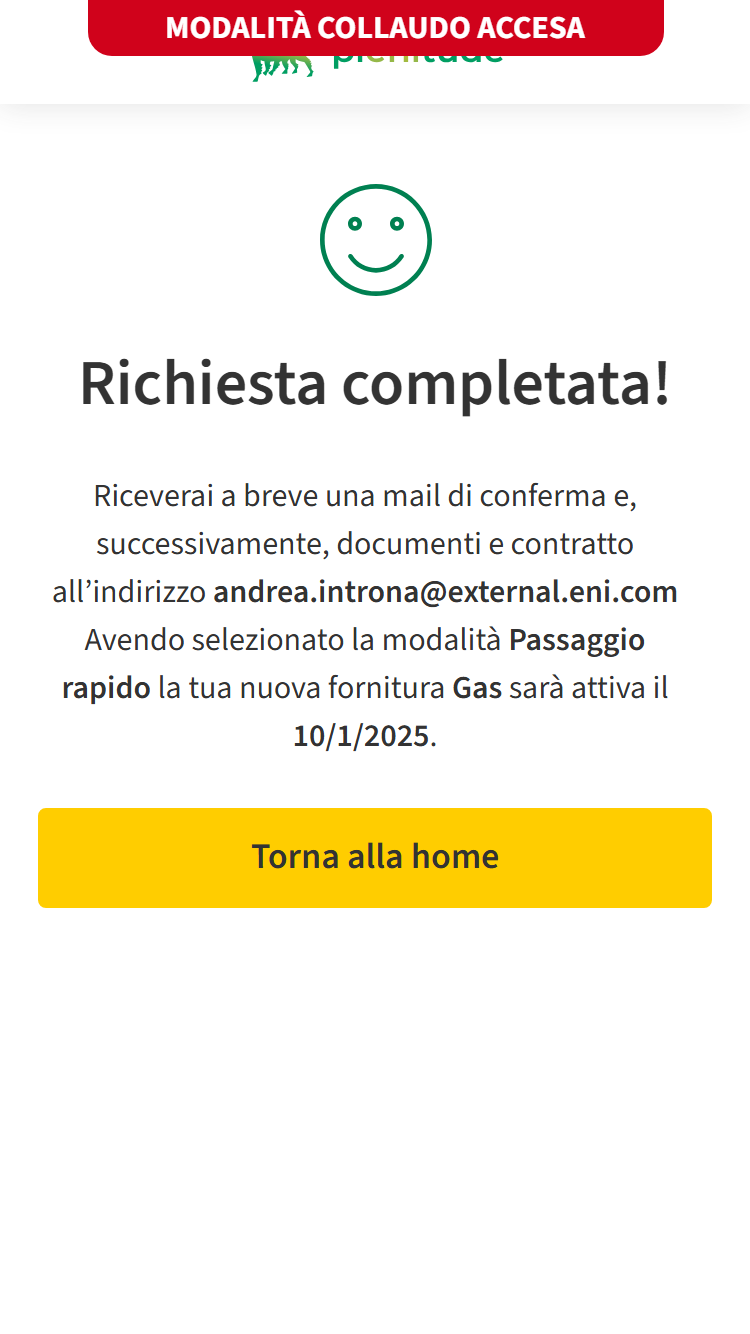 MODALITÀ COLLAUDO ACCESA
plenitude
Richiesta completata!
Riceverai a breve una mail di conferma e,
successivamente, documenti e contratto
all’indirizzo andrea.introna@external.eni.com
Avendo selezionato la modalità Passaggio
rapido la tua nuova fornitura Gas sarà attiva il
10/1/2025.
Torna alla home